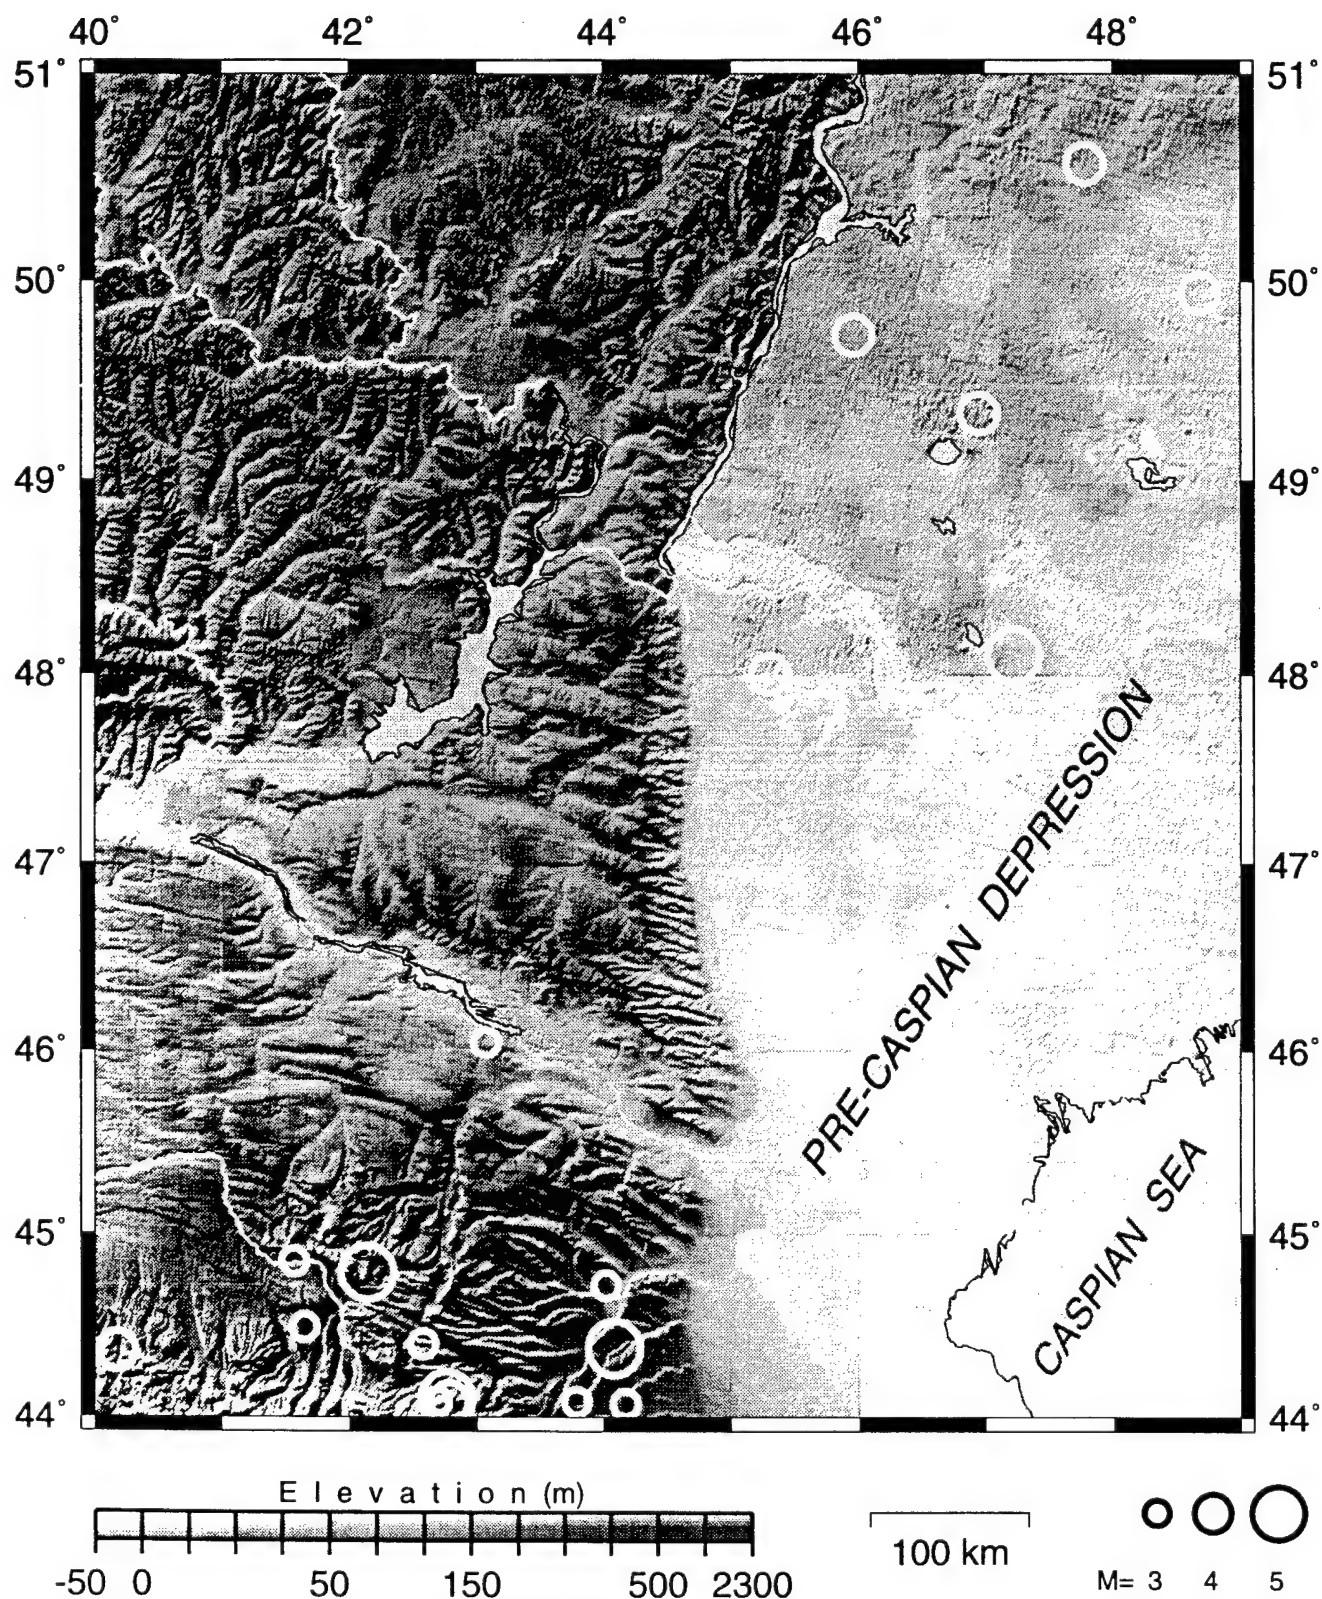 40° 42° 44° 46° 48°
51° 51°
50° 50°
49° 49°
48° 48°
PRE-CASPIAN DEPRESSION
47° 47°
46° 46°
CASPIAN SEA
45° 45°
44° 44°
Elevation (m)
-50 0 50 150 500 2300
100 km
M= 3 4 5